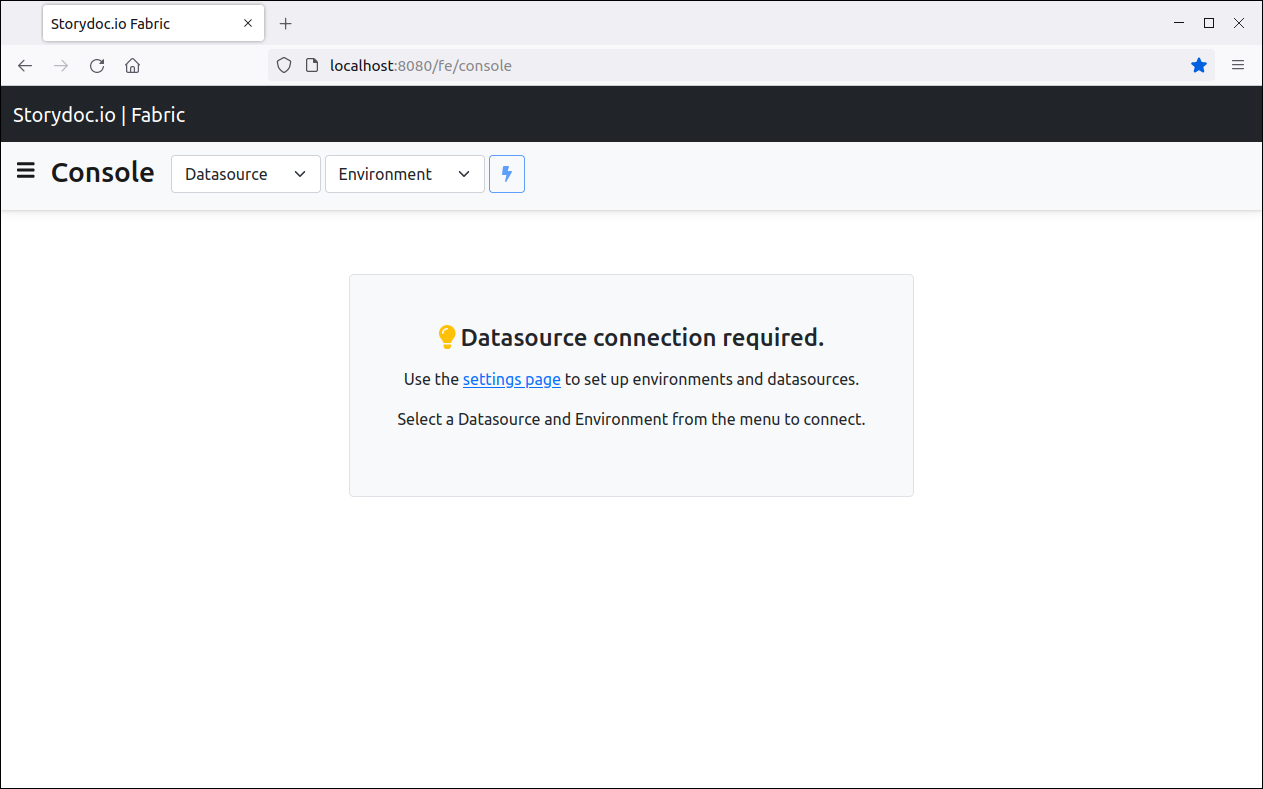 Storydoc.io Fabric
localhost:8080/fe/console
Storydoc.io | Fabric
Console Datasource Environment
Datasource connection required.
Use the settings page to set up environments and datasources.
Select a Datasource and Environment from the menu to connect.